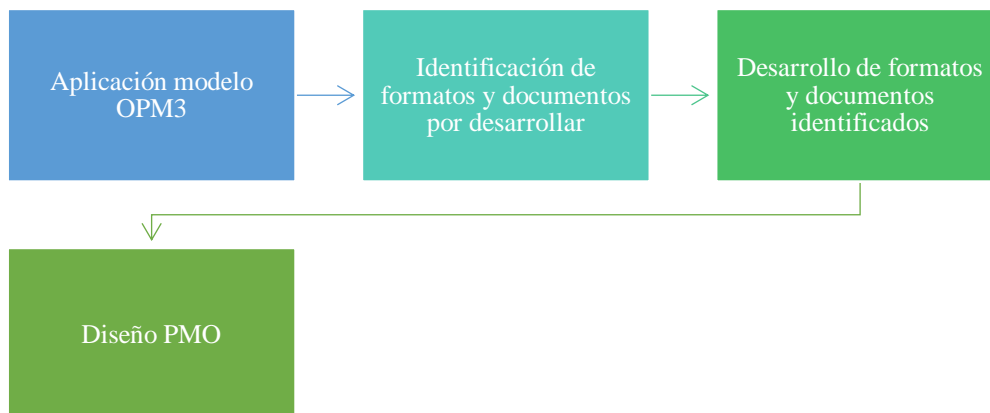 Aplicación modelo
OPM3
Identificación de
formatos y documentos
por desarrollar
Desarrollo de formatos
y documentos
identificados
Diseño PMO